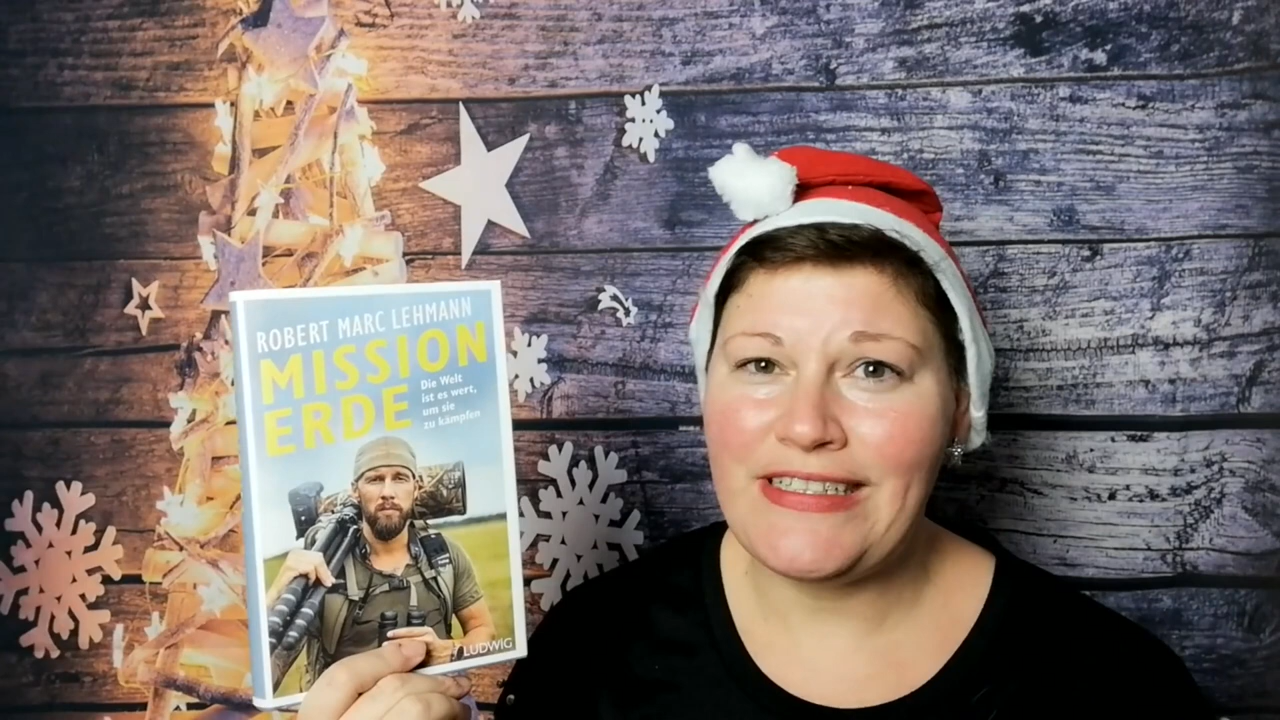 ROBERT MARC LEHMANN
MISSION
ERDE
Die Welt
ist es wert,
um sie
zu kämpfen
LUDWIG